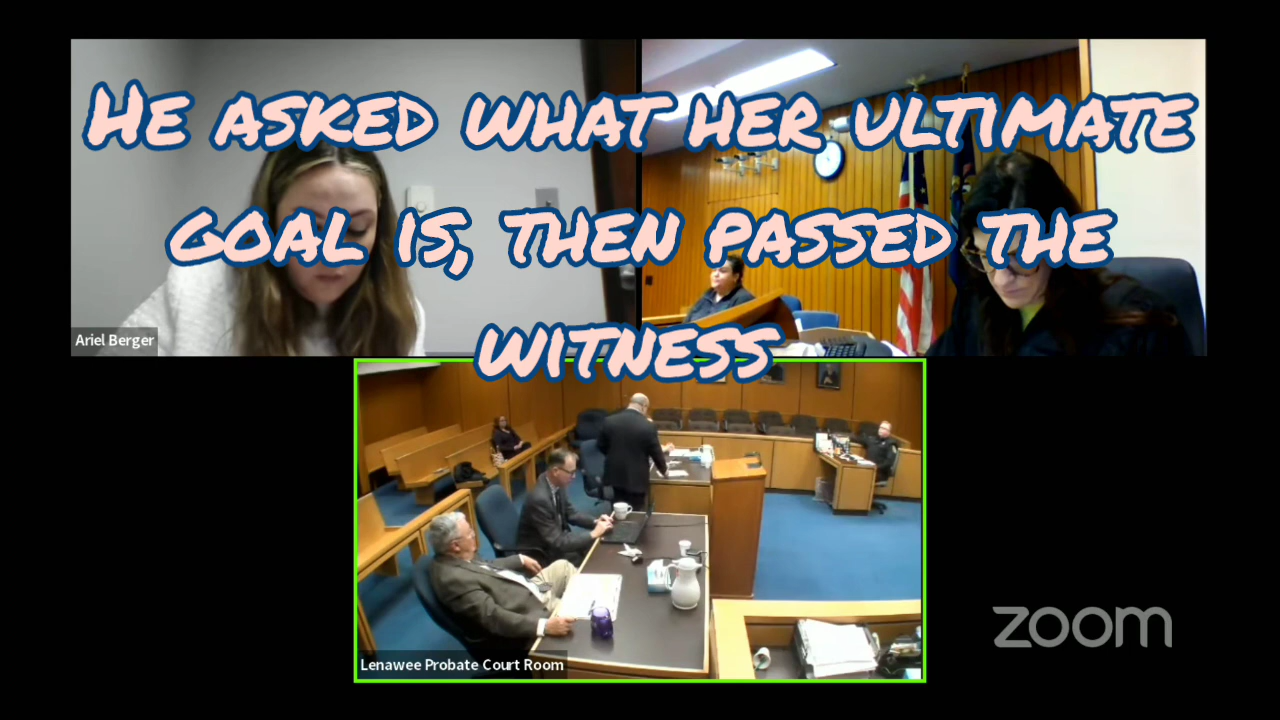 He asked what her ultimate
goal is, then passed the
witness
Ariel Berger
Lenawee Probate Court Room
zoom